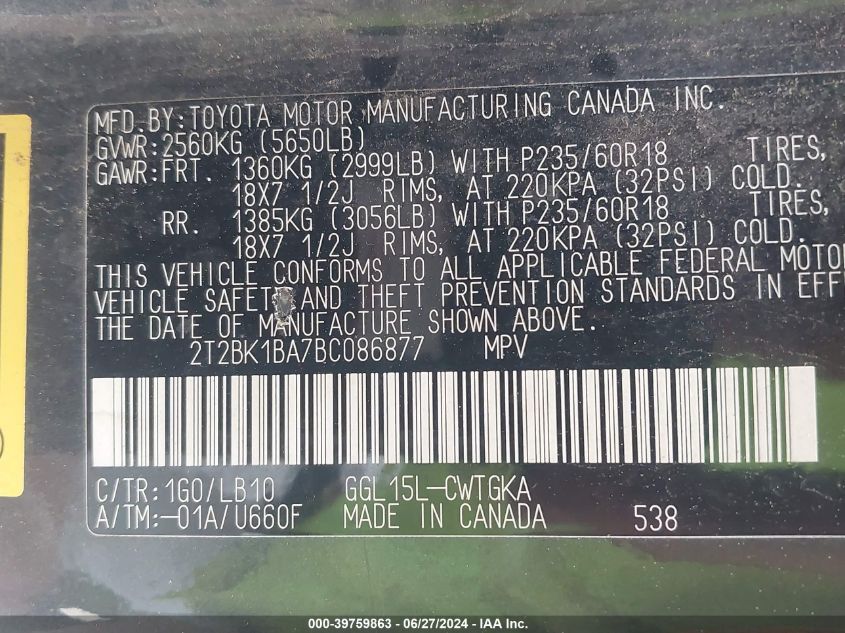 MFD.BY:TOYOTA MOTOR MANUFACTURING CANADA INC.
GVWR:2560KG (5650LB)
GAWR:FRT. 1360KG (2999LB) WITH P235/60R18 TIRES,
18X7 1/2J RIMS, AT 220KPA (32PSI) COLD.
RR. 1385KG (3056LB) WITH P235/60R18 TIRES,
18X7 1/2J RIMS, AT 220KPA (32PSI) COLD.
THIS VEHICLE CONFORMS TO ALL APPLICABLE FEDERAL MOTO
VEHICLE SAFETY AND THEFT PREVENTION STANDARDS IN EFF
THE DATE OF MANUFACTURE SHOWN ABOVE.
2T2BK1BA7BC086877 MPV
C/TR:1G0/LB10 GGL15L-CWTGKA
A/TM:-01A/U660F MADE IN CANADA 538
000-39759863 - 06/27/2024 - IAA Inc.